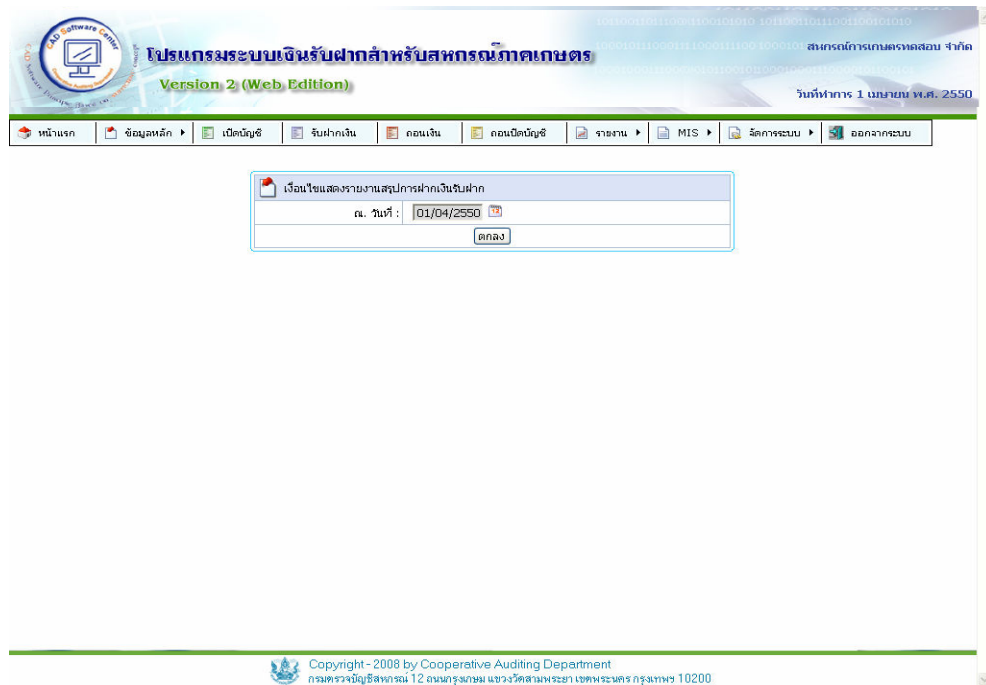 CAD Software Center
โปรแกรมระบบเงินรับฝากสำหรับสหกรณ์ภาคเกษตร
Version 2 (Web Edition)
สหกรณ์การเกษตรทดสอบ จำกัด
วันที่ทำการ 1 เมษายน พ.ศ. 2550
หน้าแรก ข้อมูลหลัก เปิดบัญชี รับฝากเงิน ถอนเงิน ถอนปิดบัญชี รายงาน MIS จัดการระบบ ออกจากระบบ
เงื่อนไขแสดงรายงานสรุปการฝากเงินรับฝาก
ณ. วันที่ : 01/04/2550
ตกลง
Copyright - 2008 by Cooperative Auditing Department
กรมตรวจบัญชีสหกรณ์ 12 ถนนกรุงเกษม แขวงวัดสามพระยา เขตพระนคร กรุงเทพฯ 10200